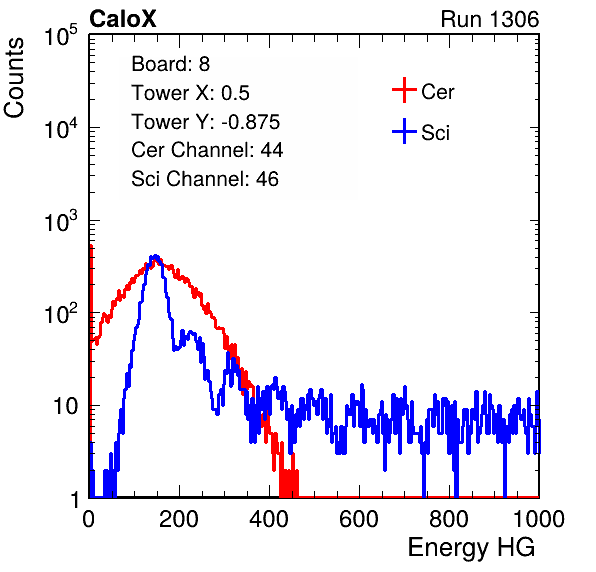 CaloX Run 1306
Board: 8
Tower X: 0.5
Tower Y: -0.875
Cer Channel: 44
Sci Channel: 46
Cer
Sci
Counts
10^5
10^4
10^3
10^2
10
1
0 200 400 600 800 1000
Energy HG